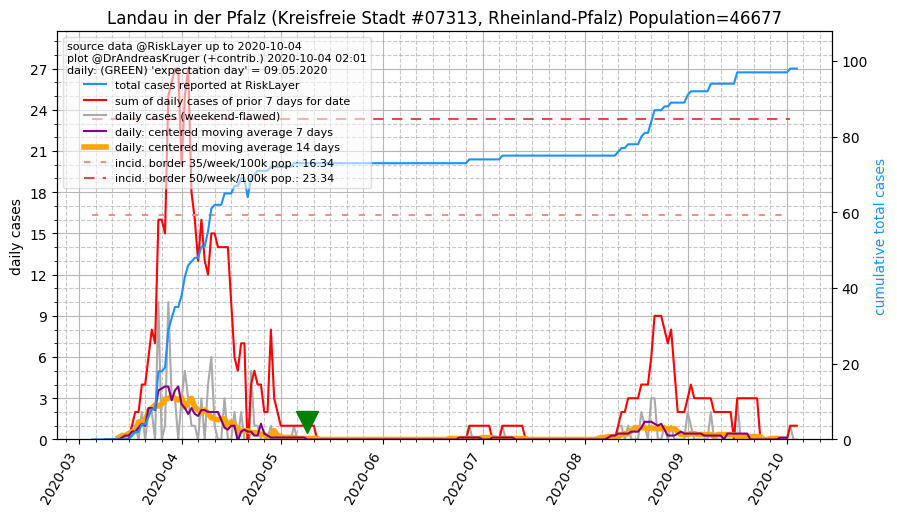 Landau in der Pfalz (Kreisfreie Stadt #07313, Rheinland-Pfalz) Population=46677
source data @RiskLayer up to 2020-10-04
plot @DrAndreasKruger (+contrib.) 2020-10-04 02:01
daily: (GREEN) 'expectation day' = 09.05.2020
total cases reported at RiskLayer
sum of daily cases of prior 7 days for date
daily cases (weekend-flawed)
daily: centered moving average 7 days
daily: centered moving average 14 days
incid. border 35/week/100k pop.: 16.34
incid. border 50/week/100k pop.: 23.34
daily cases
27
24
21
18
15
12
9
6
3
0
cumulative total cases
100
80
60
40
20
0
2020-03
2020-04
2020-05
2020-06
2020-07
2020-08
2020-09
2020-10